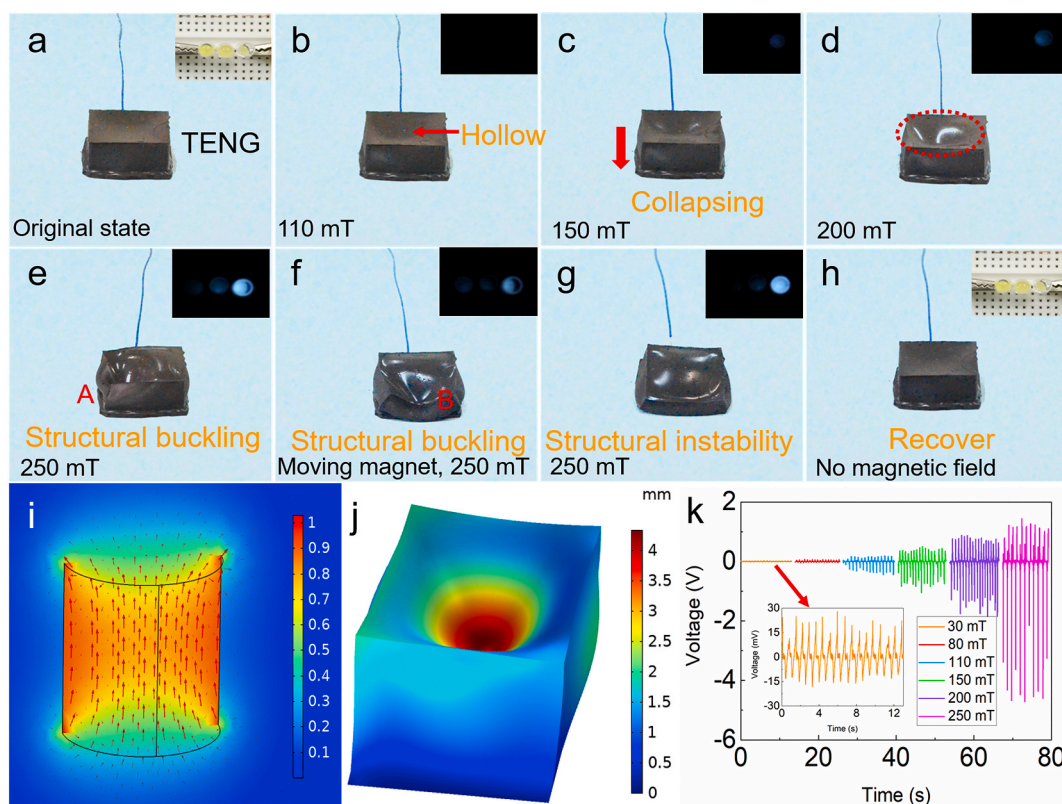 a
TENG
Original state
b
Hollow
110 mT
c
Collapsing
150 mT
d
200 mT
e
A
Structural buckling
250 mT
f
B
Structural buckling
Moving magnet, 250 mT
g
Structural instability
250 mT
h
Recover
No magnetic field
i
1
0.9
0.8
0.7
0.6
0.5
0.4
0.3
0.2
0.1
j
mm
4
3.5
3
2.5
2
1.5
1
0.5
0
k
Voltage (V)
2
0
-2
-4
-6
0
20
40
60
80
Time (s)
Voltage (mV)
30
15
0
-15
-30
0
4
8
12
Time (s)
30 mT
80 mT
110 mT
150 mT
200 mT
250 mT